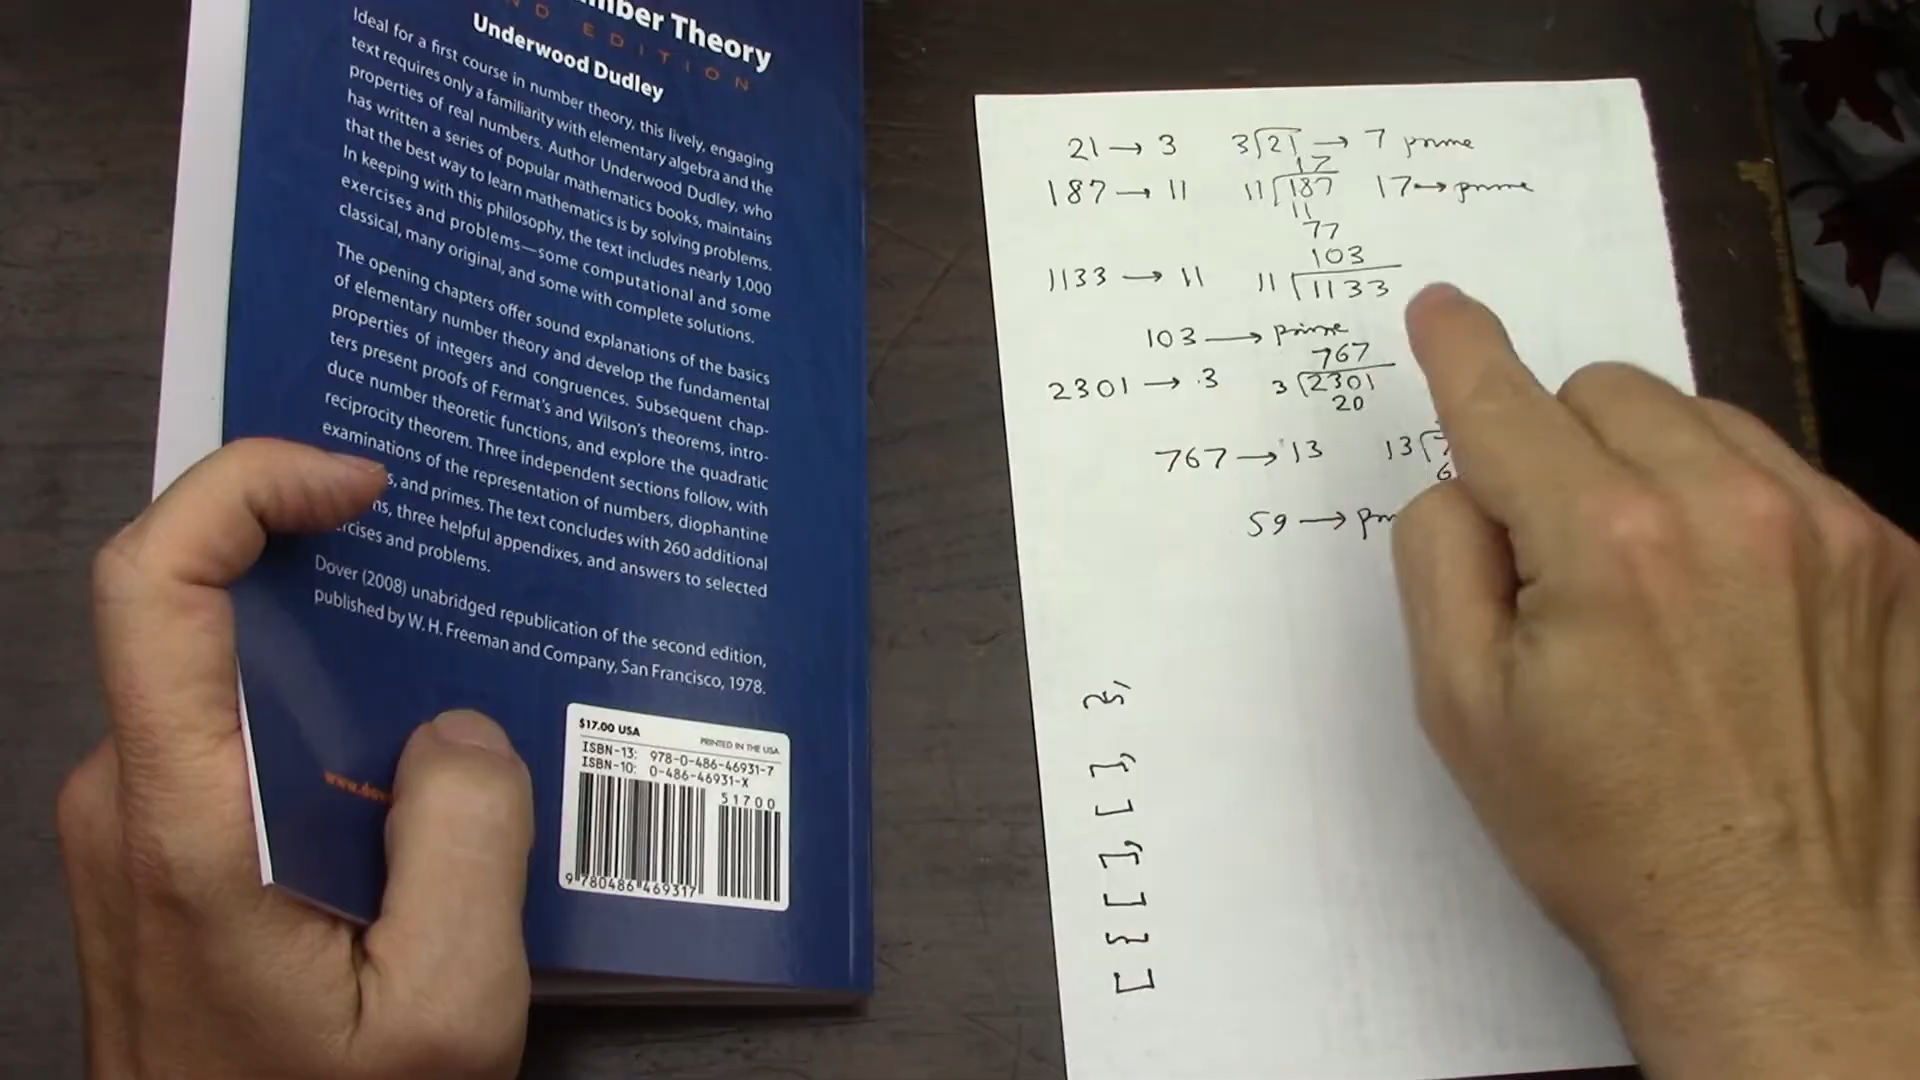 Number Theory
ND EDITION
Underwood Dudley
Ideal for a first course in number theory, this lively, engaging
text requires only a familiarity with elementary algebra and the
properties of real numbers. Author Underwood Dudley, who
has written a series of popular mathematics books, maintains
that the best way to learn mathematics is by solving problems.
In keeping with this philosophy, the text includes nearly 1,000
exercises and problems—some computational and some
classical, many original, and some with complete solutions.
The opening chapters offer sound explanations of the basics
of elementary number theory and develop the fundamental
properties of integers and congruences. Subsequent chap-
ters present proofs of Fermat's and Wilson's theorems, intro-
duce number theoretic functions, and explore the quadratic
reciprocity theorem. Three independent sections follow, with
examinations of the representation of numbers, diophantine
s, and primes. The text concludes with 260 additional
ns, three helpful appendixes, and answers to selected
rcises and problems.
Dover (2008) unabridged republication of the second edition,
published by W. H. Freeman and Company, San Francisco, 1978.
$17.00 USA PRINTED IN THE USA
ISBN-13: 978-0-486-46931-7
ISBN-10: 0-486-46931-X
51700
9 780486 469317
www.dov
21 → 3 3 21 → 7 prime
17
187 → 11 11 187 17 → prime
11
77
103
1133 → 11 11 1133
103 → prime
767
2301 → 3 3 2301
20
767 → 13 13 7
6
59 → prim
[ { [ ], [ ], },